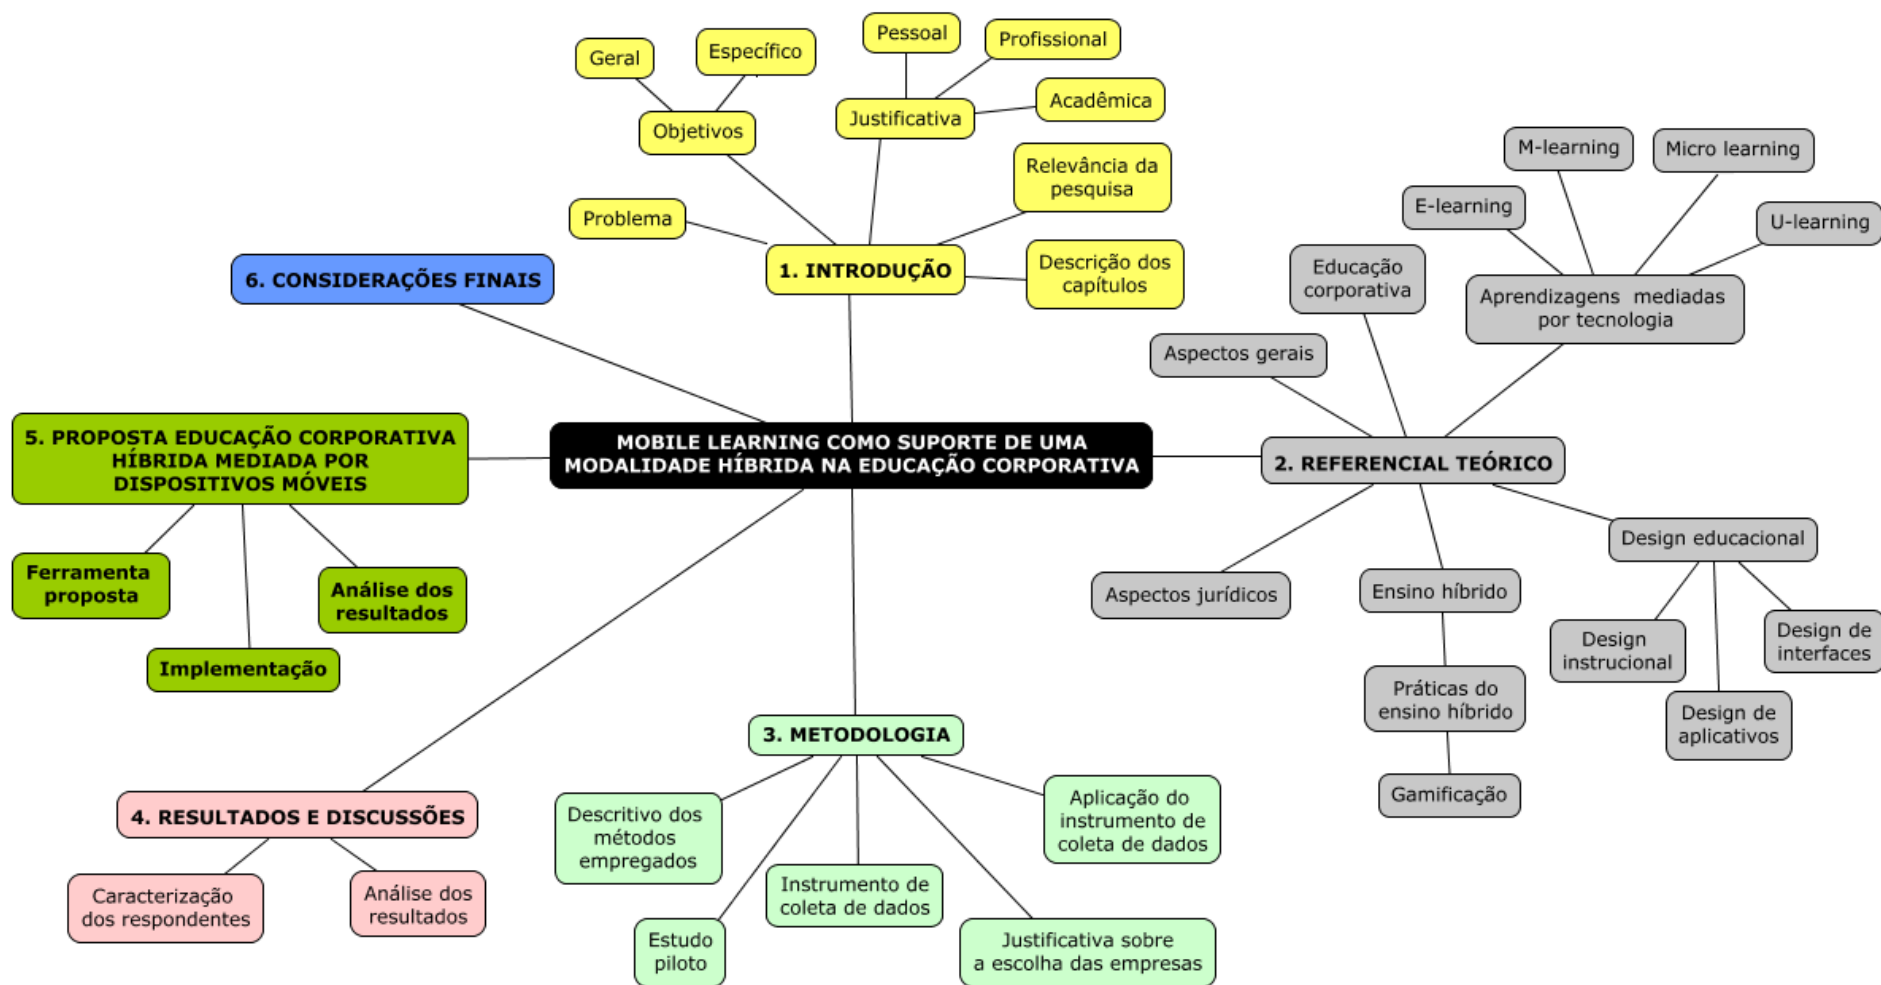 Geral
Específico
Pessoal
Profissional
Objetivos
Justificativa
Acadêmica
Problema
Relevância da
pesquisa
1. INTRODUÇÃO
Descrição dos
capítulos
6. CONSIDERAÇÕES FINAIS
M-learning
Micro learning
E-learning
U-learning
Educação
corporativa
Aprendizagens mediadas
por tecnologia
Aspectos gerais
MOBILE LEARNING COMO SUPORTE DE UMA
MODALIDADE HÍBRIDA NA EDUCAÇÃO CORPORATIVA
2. REFERENCIAL TEÓRICO
5. PROPOSTA EDUCAÇÃO CORPORATIVA
HÍBRIDA MEDIADA POR
DISPOSITIVOS MÓVEIS
Ferramenta
proposta
Análise dos
resultados
Implementação
Aspectos jurídicos
Ensino híbrido
Práticas do
ensino híbrido
Gamificação
Design educacional
Design
instrucional
Design de
interfaces
Design de
aplicativos
3. METODOLOGIA
Descritivo dos
métodos
empregados
Estudo
piloto
Instrumento de
coleta de dados
Justificativa sobre
a escolha das empresas
Aplicação do
instrumento de
coleta de dados
4. RESULTADOS E DISCUSSÕES
Caracterização
dos respondentes
Análise dos
resultados